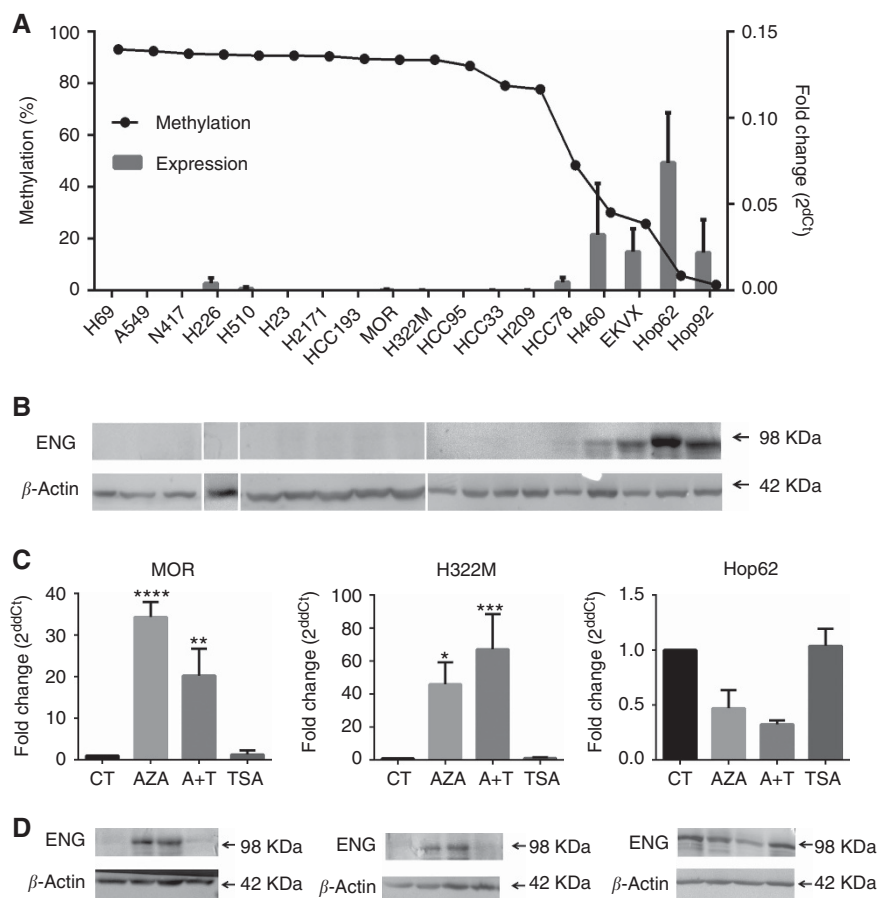 A
100
80
60
40
20
0
Methylation (%)
Methylation
Expression
0.15
0.10
0.05
0.00
Fold change (2^dCt)
H69
A549
N417
H226
H510
H23
H2171
HCC193
MOR
H322M
HCC95
HCC33
H209
HCC78
H460
EKVX
Hop62
Hop92
B
ENG
← 98 KDa
β-Actin
← 42 KDa
C
MOR
Fold change (2^ddCt)
40
30
20
10
0
****
**
CT AZA A+T TSA
H322M
Fold change (2^ddCt)
100
80
60
40
20
0
*
***
CT AZA A+T TSA
Hop62
Fold change (2^ddCt)
1.5
1.0
0.5
0.0
CT AZA A+T TSA
D
ENG
← 98 KDa
β-Actin
← 42 KDa
ENG
← 98 KDa
β-Actin
← 42 KDa
ENG
← 98 KDa
β-Actin
← 42 KDa